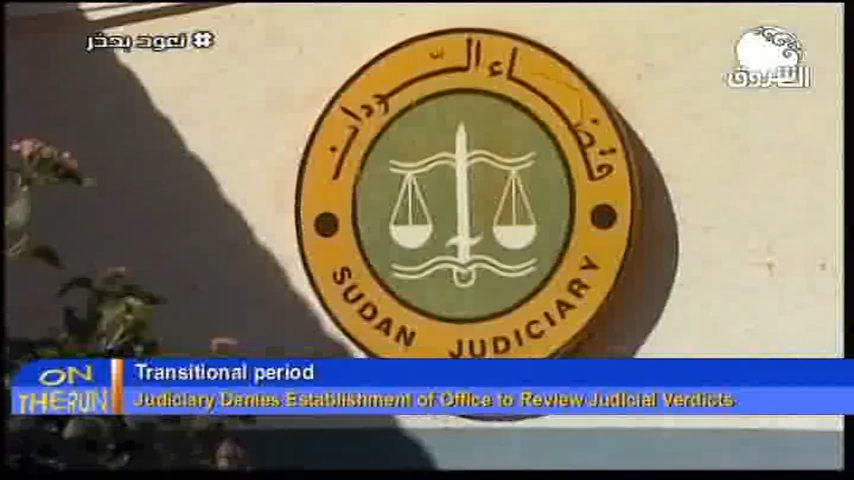 #نعود بحذر
الشروق
قضاء السودان
SUDAN JUDICIARY
ON THE RUN
Transitional period
Judiciary Denies Establishment of Office to Review Judicial Verdicts